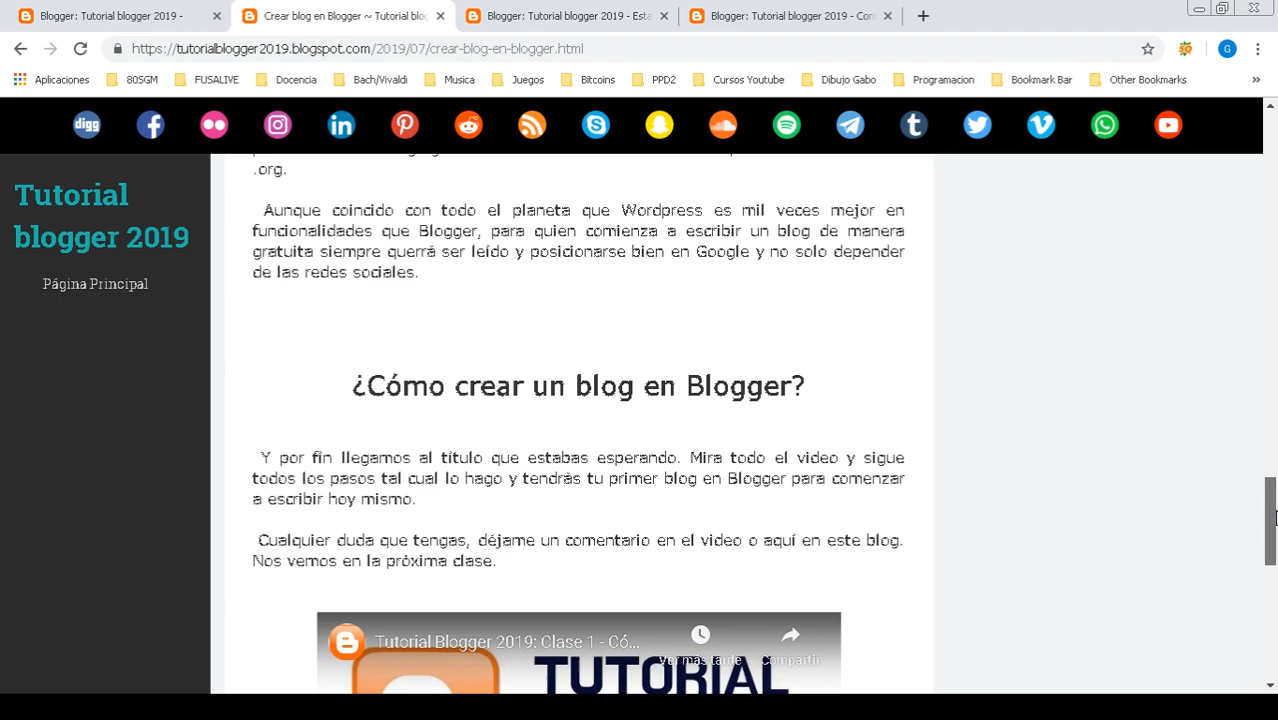 Blogger: Tutorial blogger 2019 -
Crear blog en Blogger ~ Tutorial blog
Blogger: Tutorial blogger 2019 - Esta
Blogger: Tutorial blogger 2019 - Con
https://tutorialblogger2019.blogspot.com/2019/07/crear-blog-en-blogger.html
Aplicaciones
80SGM
FUSALIVE
Docencia
Bach/Vivaldi
Musica
Juegos
Bitcoins
PPD2
Cursos Youtube
Dibujo Gabo
Programacion
Bookmark Bar
Other Bookmarks
digg
Tutorial
blogger 2019
Página Principal
.org.
Aunque coincido con todo el planeta que Wordpress es mil veces mejor en
funcionalidades que Blogger, para quien comienza a escribir un blog de manera
gratuita siempre querrá ser leído y posicionarse bien en Google y no solo depender
de las redes sociales.
¿Cómo crear un blog en Blogger?
Y por fin llegamos al título que estabas esperando. Mira todo el video y sigue
todos los pasos tal cual lo hago y tendrás tu primer blog en Blogger para comenzar
a escribir hoy mismo.
Cualquier duda que tengas, déjame un comentario en el video o aquí en este blog.
Nos vemos en la próxima clase.
Tutorial Blogger 2019: Clase 1 - Có...
Ver más tarde
Compartir
TUTORIAL